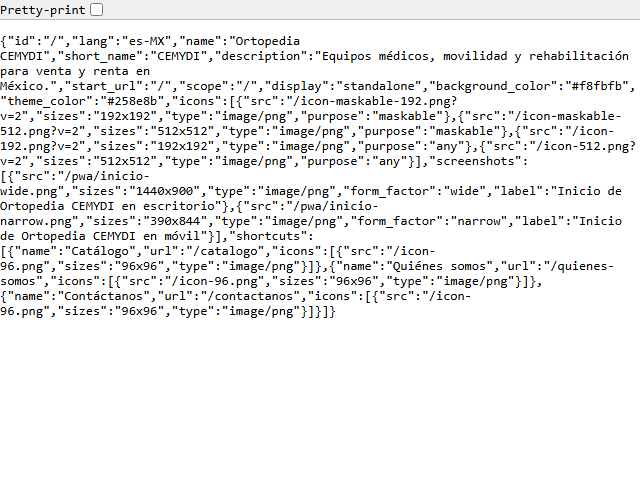 Pretty-print
{"id":"/","lang":"es-MX","name":"Ortopedia
CEMYDI","short_name":"CEMYDI","description":"Equipos médicos, movilidad y rehabilitación
para venta y renta en
México.","start_url":"/","scope":"/","display":"standalone","background_color":"#f8fbfb",
"theme_color":"#258e8b","icons":[{"src":"/icon-maskable-192.png?
v=2","sizes":"192x192","type":"image/png","purpose":"maskable"},{"src":"/icon-maskable-
512.png?v=2","sizes":"512x512","type":"image/png","purpose":"maskable"},{"src":"/icon-
192.png?v=2","sizes":"192x192","type":"image/png","purpose":"any"},{"src":"/icon-512.png?
v=2","sizes":"512x512","type":"image/png","purpose":"any"}],"screenshots":
[{"src":"/pwa/inicio-
wide.png","sizes":"1440x900","type":"image/png","form_factor":"wide","label":"Inicio de
Ortopedia CEMYDI en escritorio"},{"src":"/pwa/inicio-
narrow.png","sizes":"390x844","type":"image/png","form_factor":"narrow","label":"Inicio
de Ortopedia CEMYDI en móvil"}],"shortcuts":
[{"name":"Catálogo","url":"/catalogo","icons":[{"src":"/icon-
96.png","sizes":"96x96","type":"image/png"}]},{"name":"Quiénes somos","url":"/quienes-
somos","icons":[{"src":"/icon-96.png","sizes":"96x96","type":"image/png"}]},
{"name":"Contáctanos","url":"/contactanos","icons":[{"src":"/icon-
96.png","sizes":"96x96","type":"image/png"}]}]}